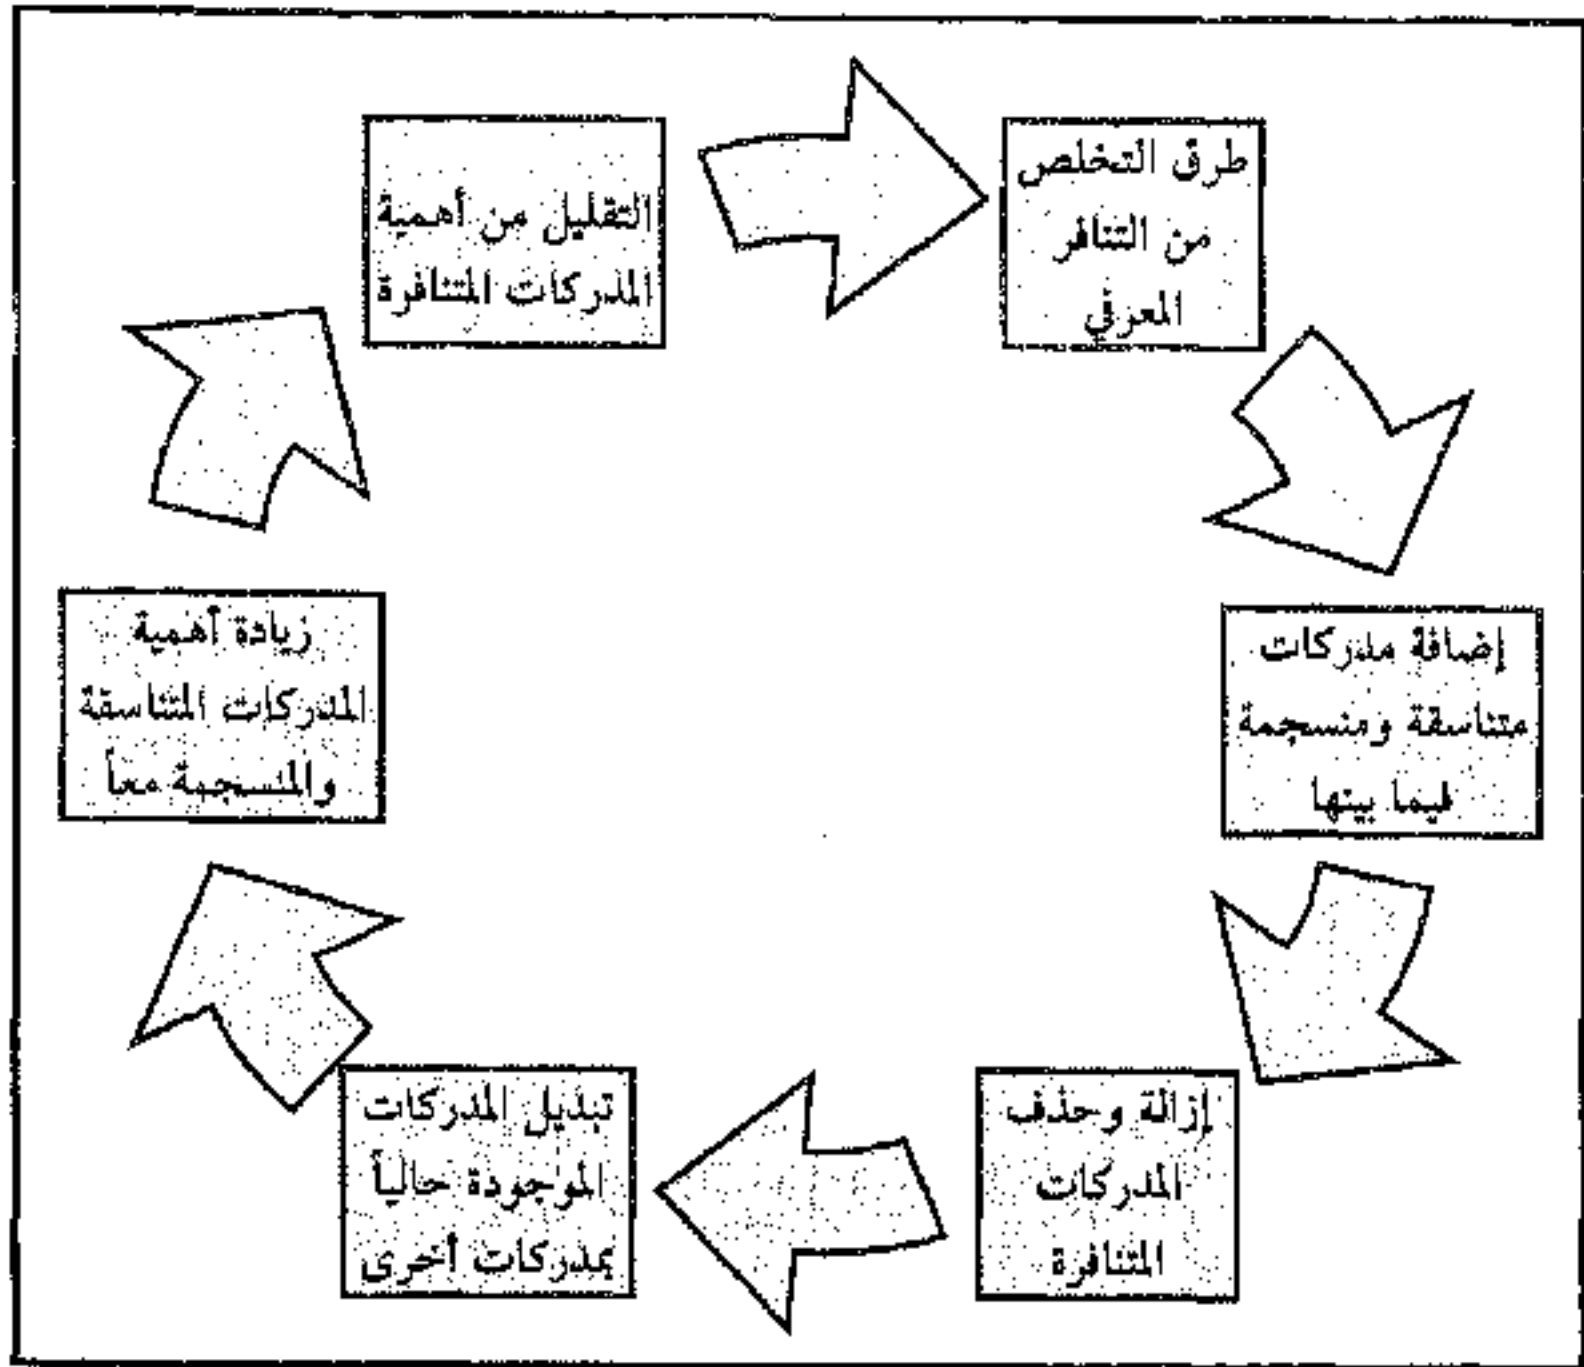 طرق التخلص
من التنافر
المعرفي
إضافة مدركات
متناسقة ومنسجمة
فيما بينها
إزالة وحذف
المدركات
المتنافرة
تبديل المدركات
الموجودة حالياً
بمدركات أخرى
زيادة أهمية
المدركات المتناسقة
والمنسجمة معاً
التقليل من أهمية
المدركات المتنافرة